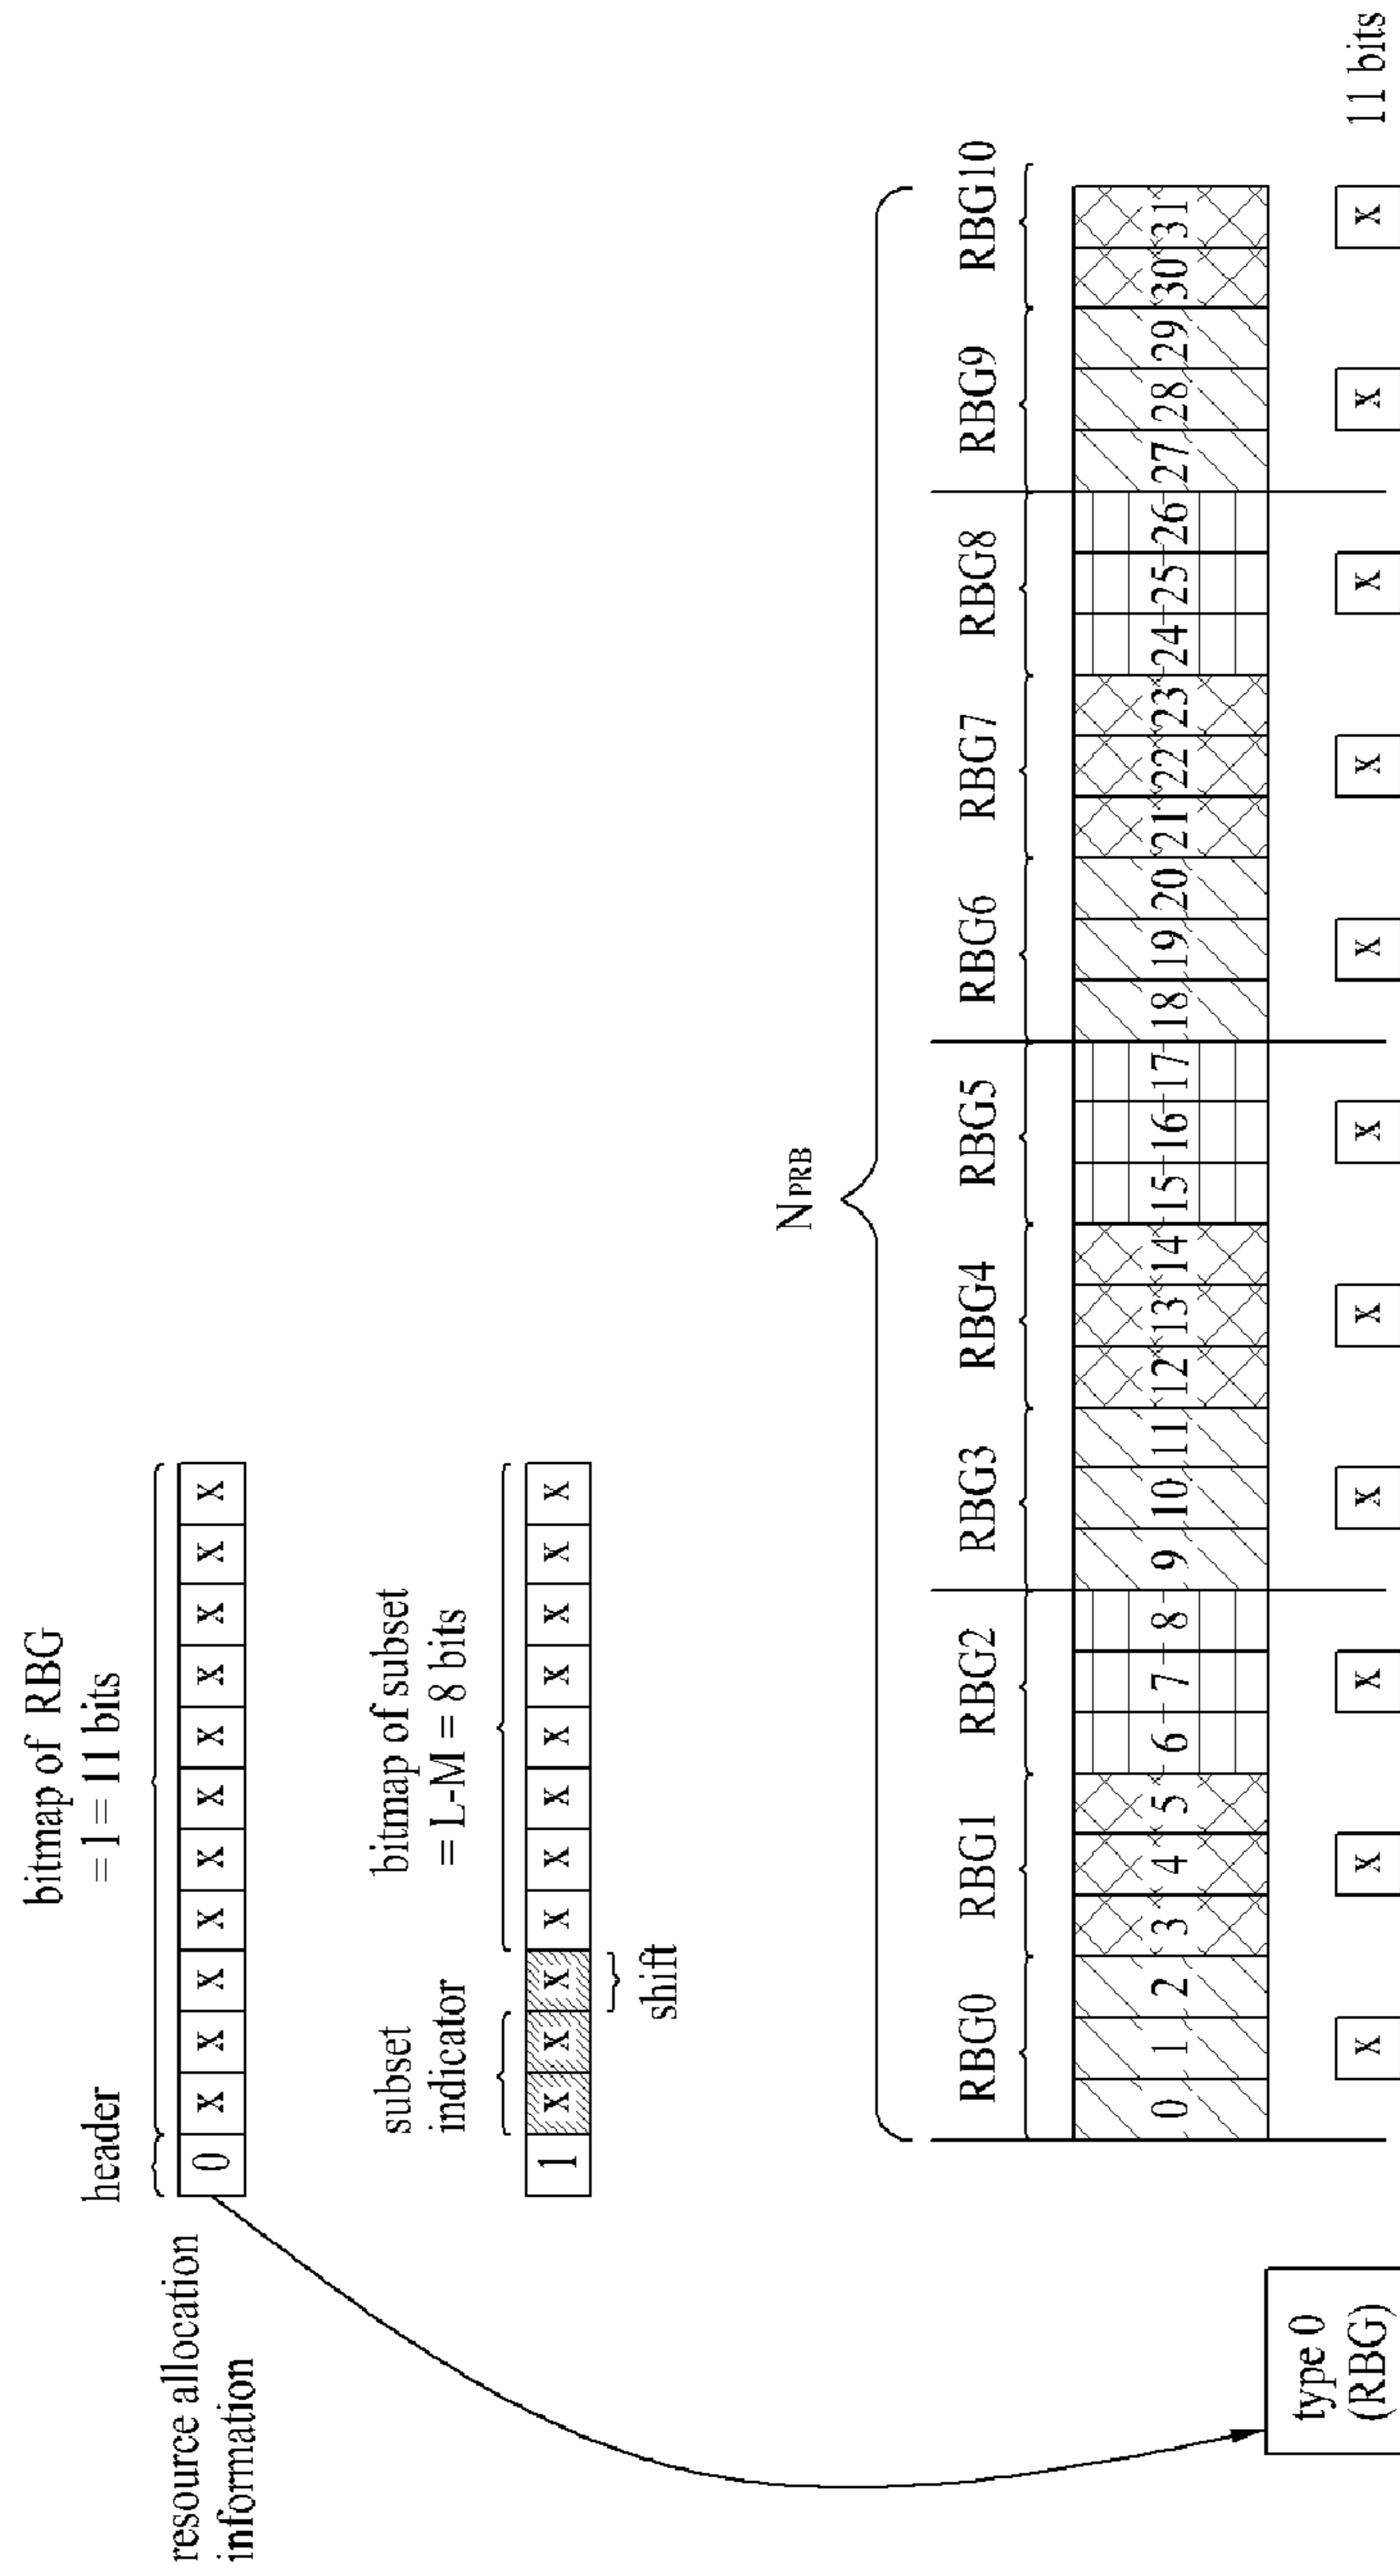 bitmap of RBG
= l = 11 bits
header
resource allocation
information
0 X X X X X X X X X X X
subset
indicator
bitmap of subset
= L-M = 8 bits
1 X X X X X X X X X X X
shift
NPRB
RBG0 RBG1 RBG2 RBG3 RBG4 RBG5 RBG6 RBG7 RBG8 RBG9 RBG10
0 1 2 3 4 5 6 7 8 9 10 11 12 13 14 15 16 17 18 19 20 21 22 23 24 25 26 27 28 29 30 31
type 0
(RBG)
X X X X X X X X X X X 11 bits